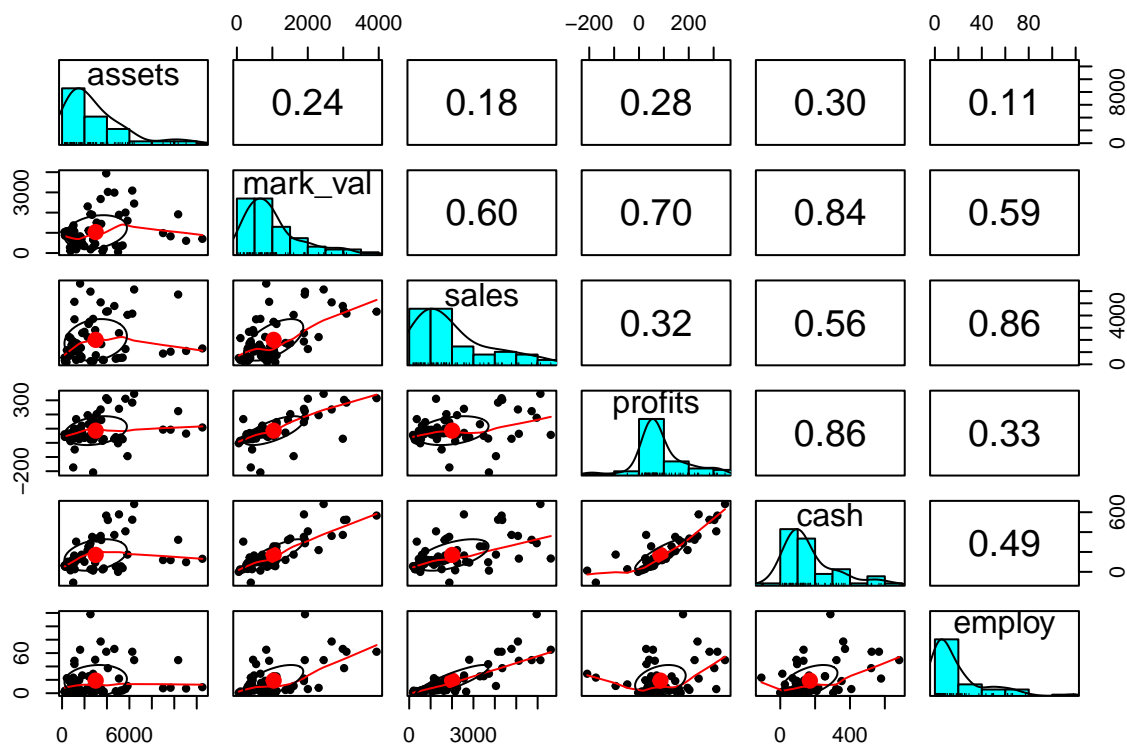 0 2000 4000 −200 200 0 40 80
assets 0.24 0.18 0.28 0.30 0.11 0 8000
0 3000 mark_val 0.60 0.70 0.84 0.59
sales 0.32 0.56 0.86 0 4000
−200 300 profits 0.86 0.33
cash 0.49 0 600
0 60 employ
0 6000 0 3000 0 400